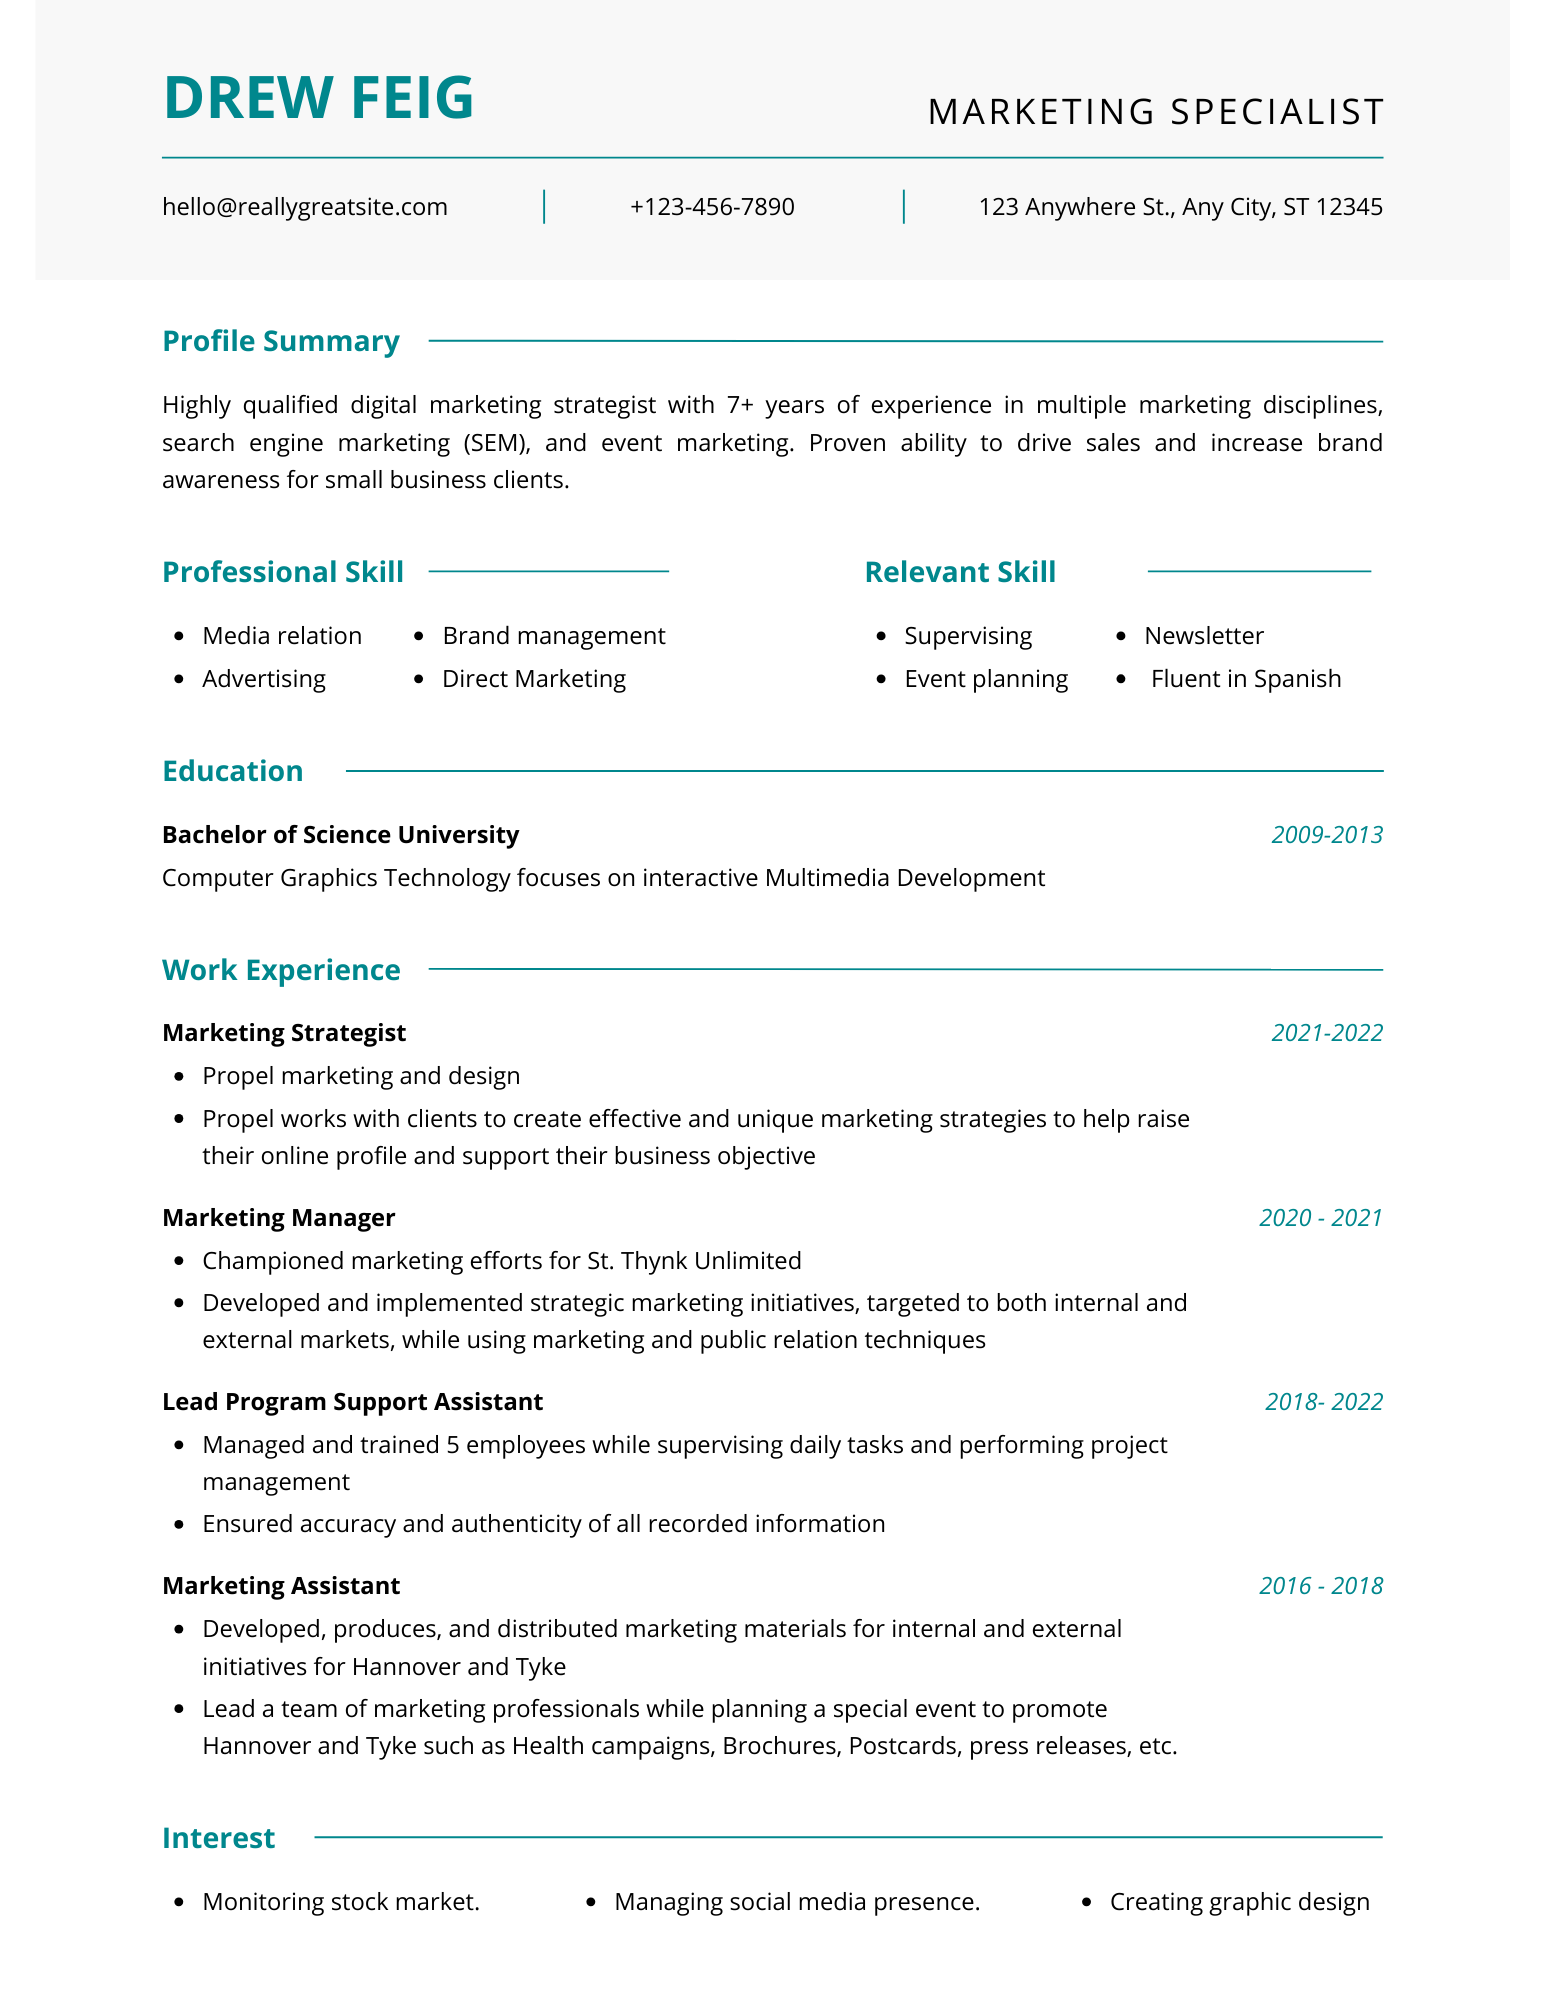 DREW FEIG
MARKETING SPECIALIST
hello@reallygreatsite.com
+123-456-7890
123 Anywhere St., Any City, ST 12345
Profile Summary
Highly qualified digital marketing strategist with 7+ years of experience in multiple marketing disciplines,
search engine marketing (SEM), and event marketing. Proven ability to drive sales and increase brand
awareness for small business clients.
Professional Skill
• Media relation
• Advertising
• Brand management
• Direct Marketing
Relevant Skill
• Supervising
• Event planning
• Newsletter
• Fluent in Spanish
Education
Bachelor of Science University
2009-2013
Computer Graphics Technology focuses on interactive Multimedia Development
Work Experience
Marketing Strategist
2021-2022
• Propel marketing and design
• Propel works with clients to create effective and unique marketing strategies to help raise
their online profile and support their business objective
Marketing Manager
2020 - 2021
• Championed marketing efforts for St. Thynk Unlimited
• Developed and implemented strategic marketing initiatives, targeted to both internal and
external markets, while using marketing and public relation techniques
Lead Program Support Assistant
2018- 2022
• Managed and trained 5 employees while supervising daily tasks and performing project
management
• Ensured accuracy and authenticity of all recorded information
Marketing Assistant
2016 - 2018
• Developed, produces, and distributed marketing materials for internal and external
initiatives for Hannover and Tyke
• Lead a team of marketing professionals while planning a special event to promote
Hannover and Tyke such as Health campaigns, Brochures, Postcards, press releases, etc.
Interest
• Monitoring stock market.
• Managing social media presence.
• Creating graphic design